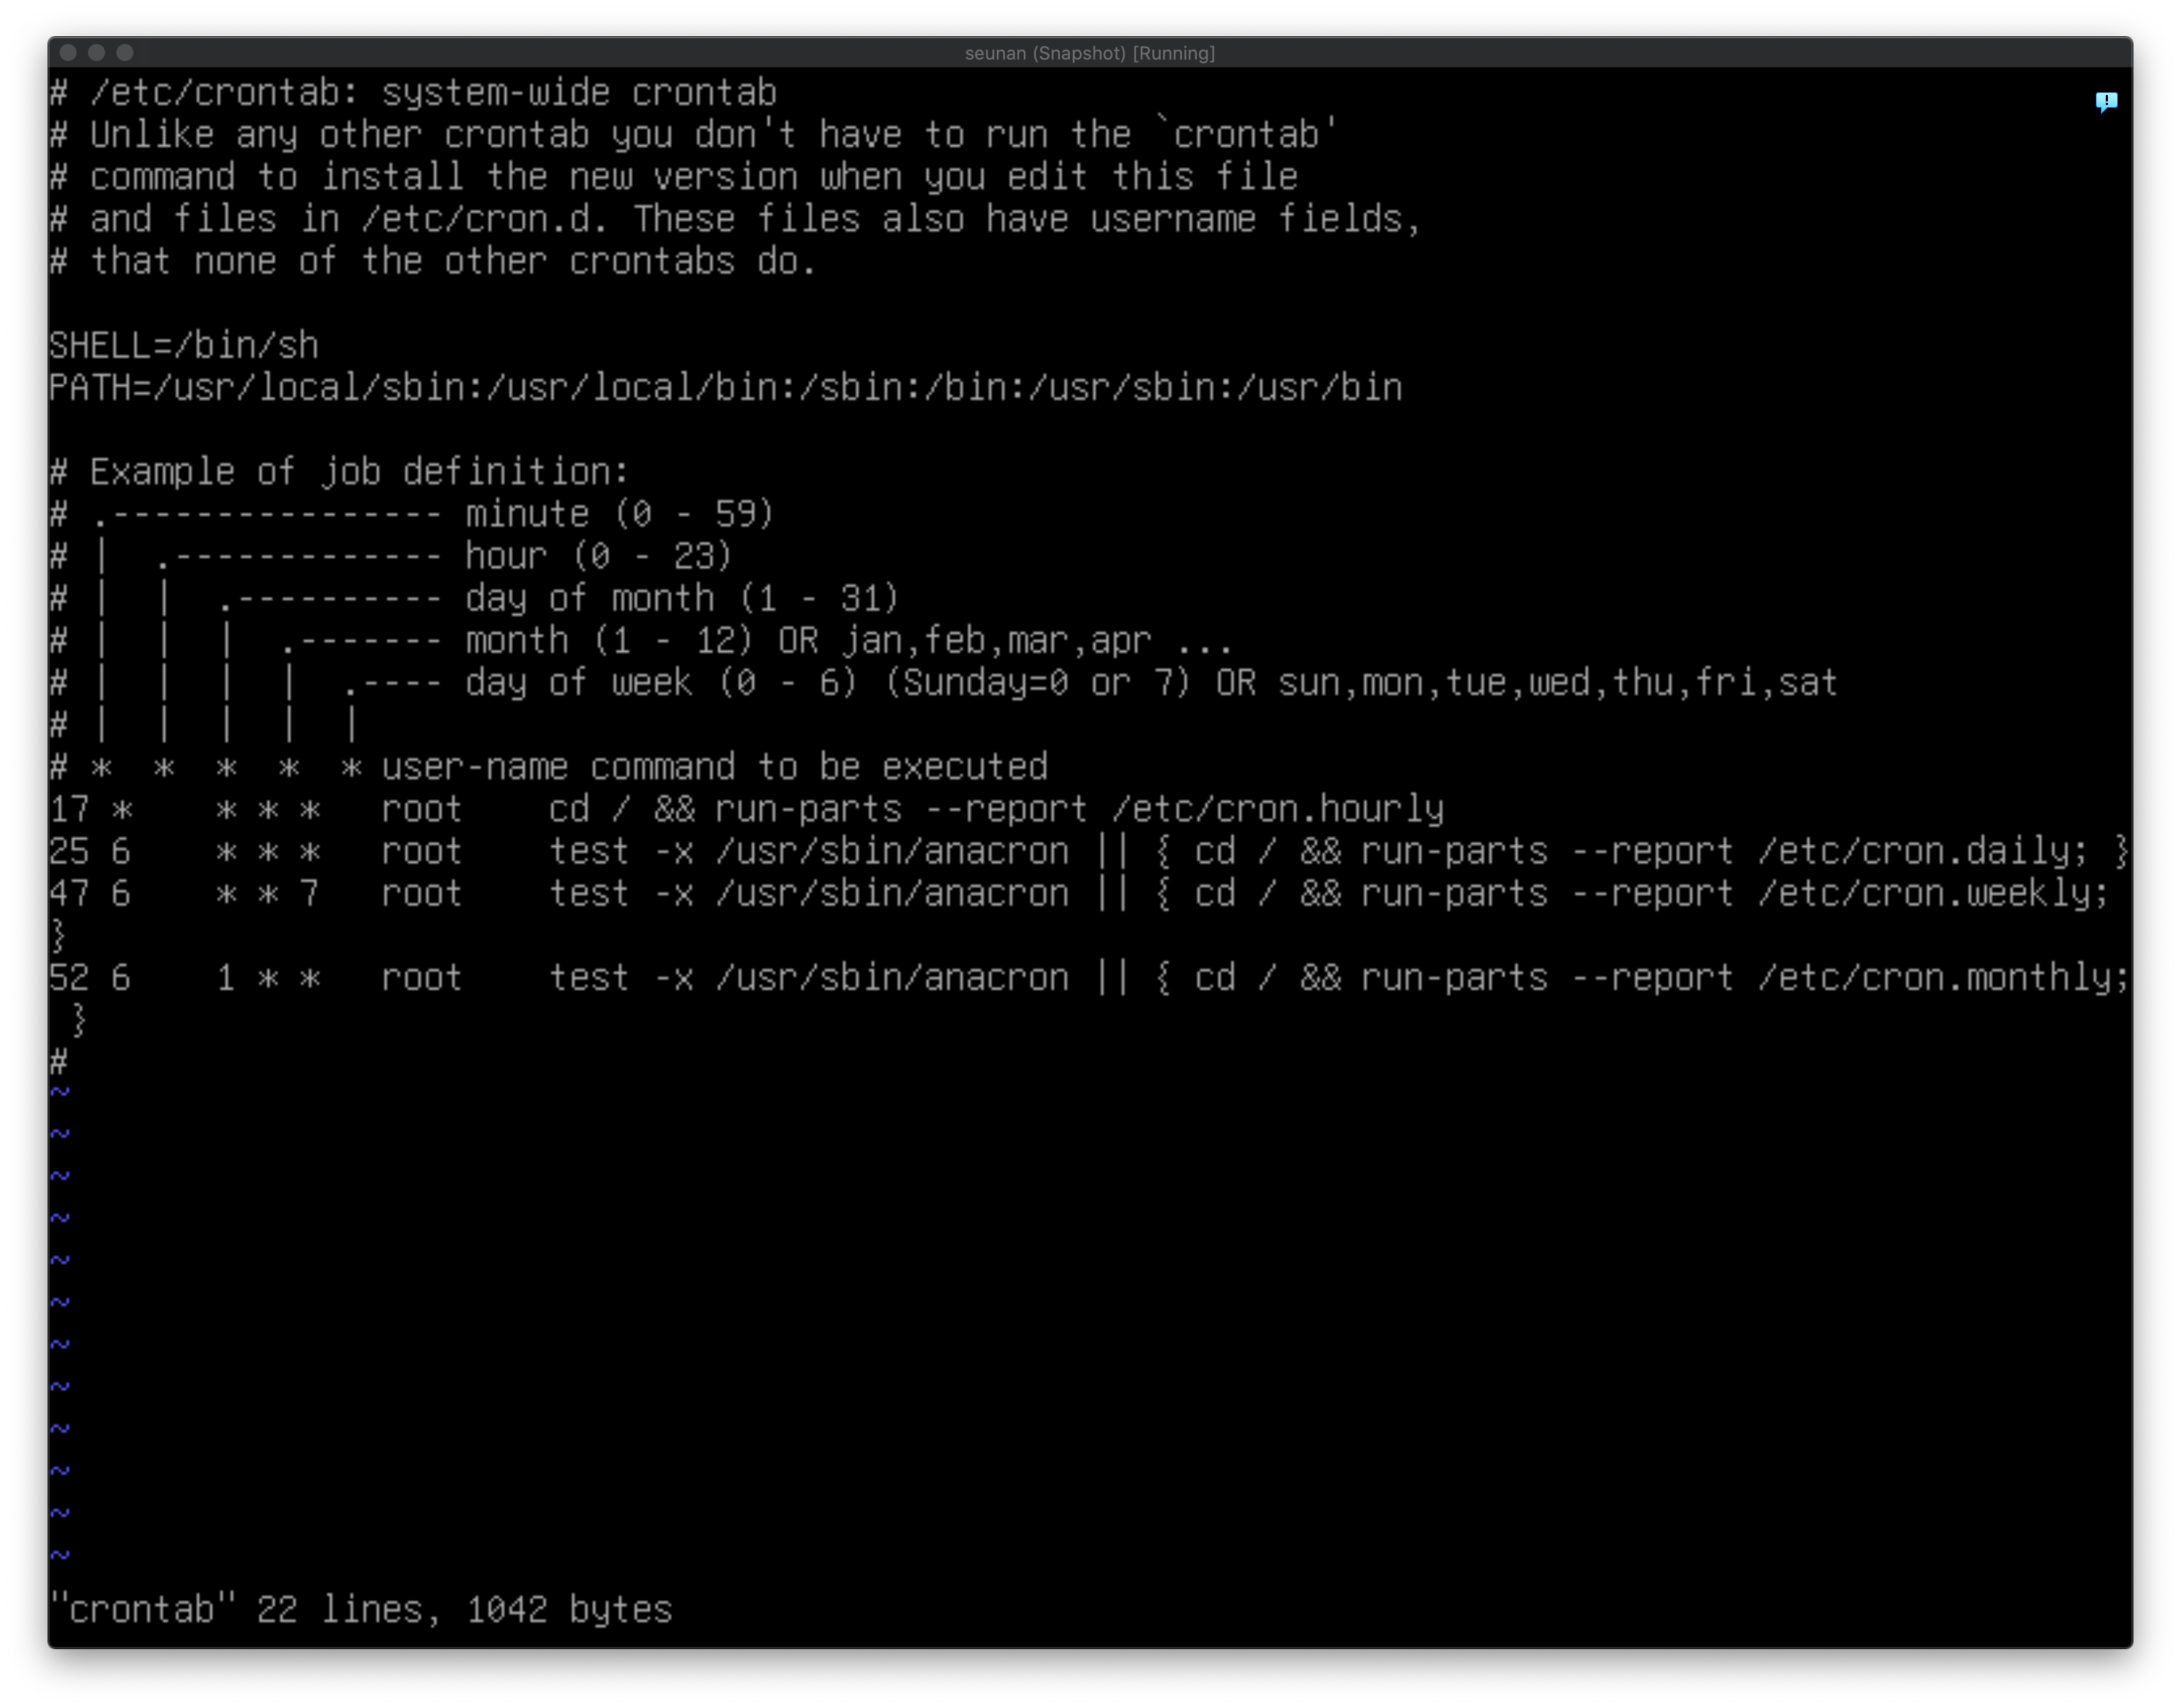 seunan (Snapshot) [Running]
# /etc/crontab: system-wide crontab
# Unlike any other crontab you don't have to run the `crontab'
# command to install the new version when you edit this file
# and files in /etc/cron.d. These files also have username fields,
# that none of the other crontabs do.

SHELL=/bin/sh
PATH=/usr/local/sbin:/usr/local/bin:/sbin:/bin:/usr/sbin:/usr/bin

# Example of job definition:
# .---------------- minute (0 - 59)
# |  .------------- hour (0 - 23)
# |  |  .---------- day of month (1 - 31)
# |  |  |  .------- month (1 - 12) OR jan,feb,mar,apr ...
# |  |  |  |  .---- day of week (0 - 6) (Sunday=0 or 7) OR sun,mon,tue,wed,thu,fri,sat
# |  |  |  |  |
# *  *  *  *  * user-name command to be executed
17 *    * * *   root    cd / && run-parts --report /etc/cron.hourly
25 6    * * *   root    test -x /usr/sbin/anacron || { cd / && run-parts --report /etc/cron.daily; }
47 6    * * 7   root    test -x /usr/sbin/anacron || { cd / && run-parts --report /etc/cron.weekly;
}
52 6    1 * *   root    test -x /usr/sbin/anacron || { cd / && run-parts --report /etc/cron.monthly;
 }
#
~
~
~
~
~
~
~
~
~
~
~
~
"crontab" 22 lines, 1042 bytes